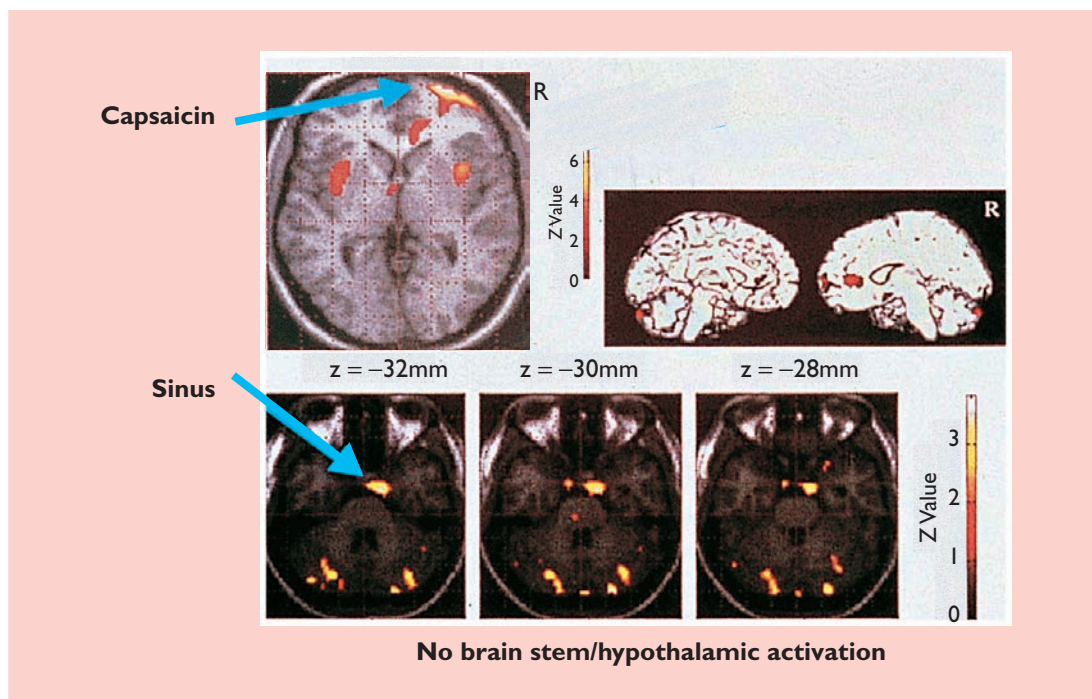 Capsaicin
R
6
4
2
0
Z Value
R
Sinus
z = –32mm
z = –30mm
z = –28mm
3
2
1
0
Z Value
No brain stem/hypothalamic activation